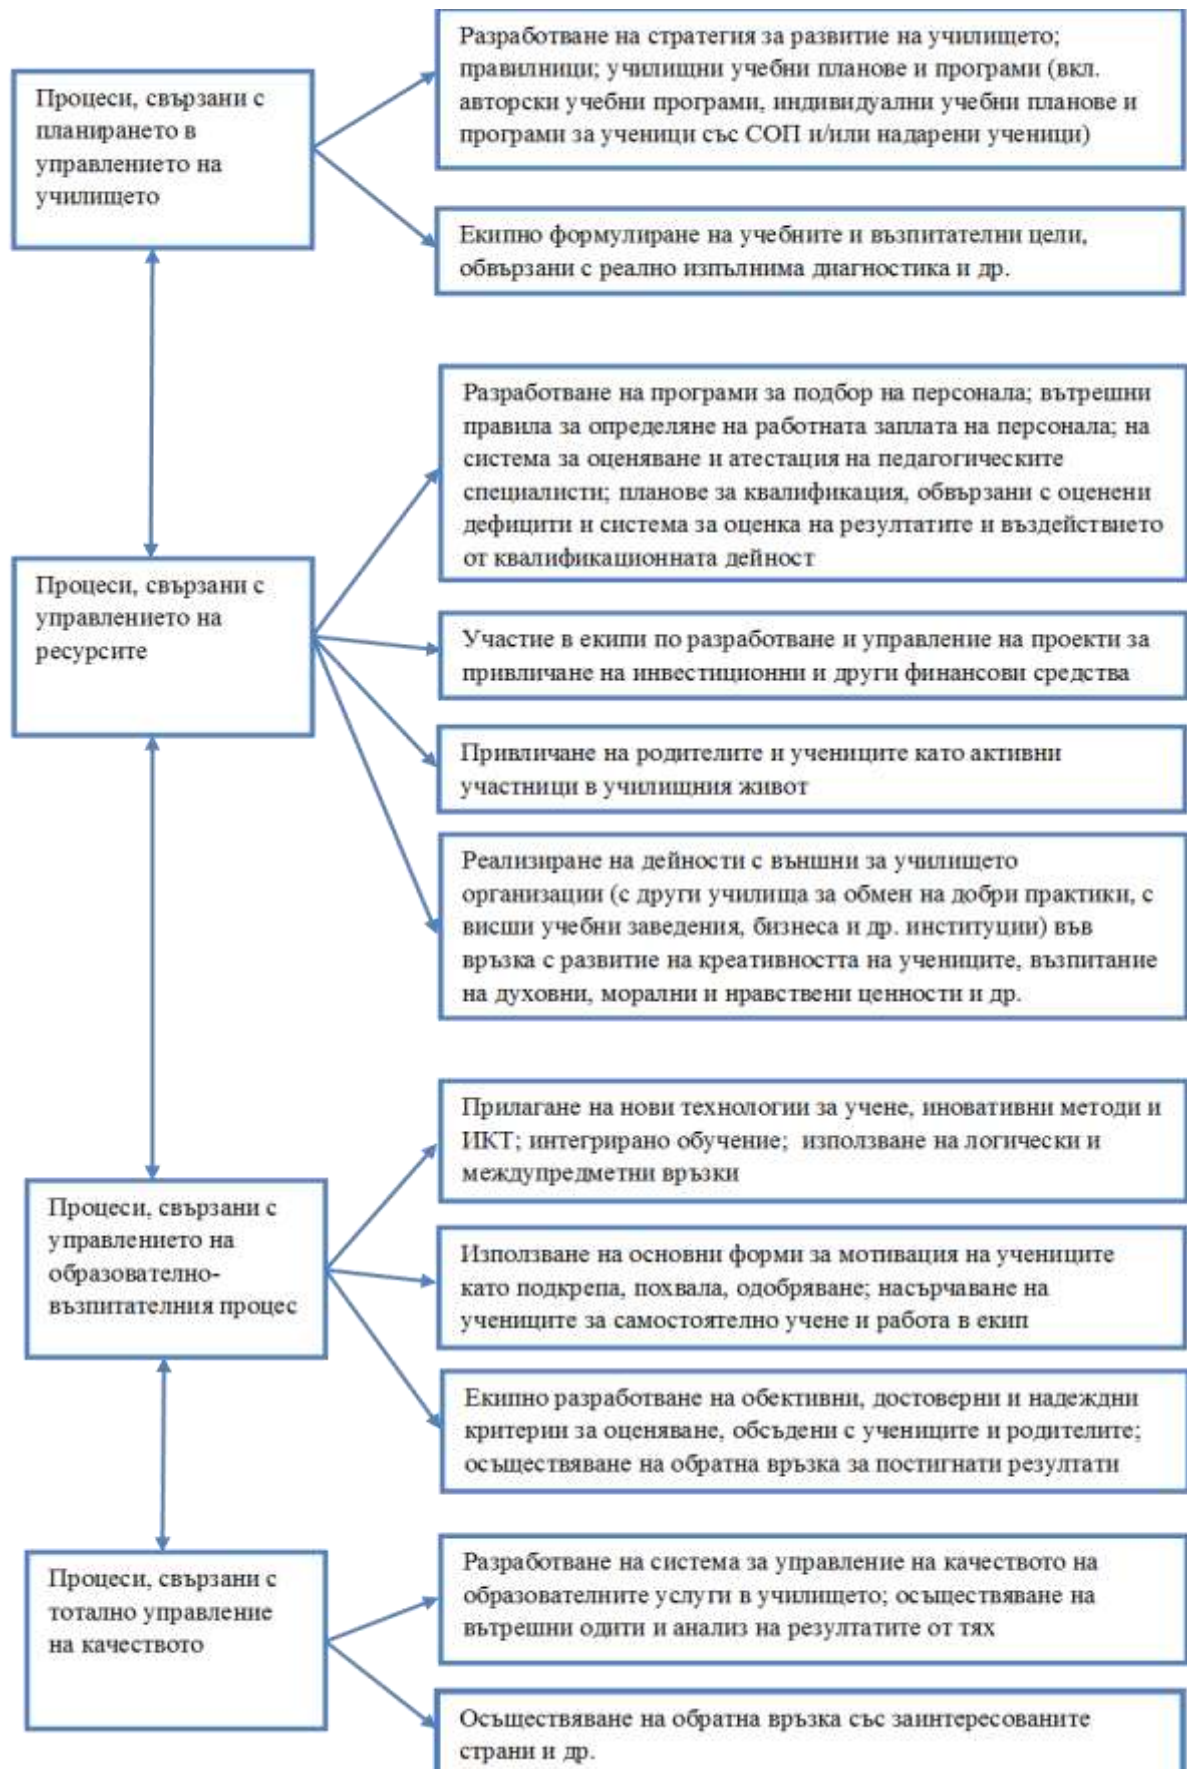 Процеси, свързани с
планирането в
управлението на
училището
Разработване на стратегия за развитие на училището;
правилници; училищни учебни планове и програми (вкл.
авторски учебни програми, индивидуални учебни планове и
програми за ученици със СОП и/или надарени ученици)
Екипно формулиране на учебните и възпитателни цели,
обвързани с реално изпълнима диагностика и др.
Процеси, свързани с
управлението на
ресурсите
Разработване на програми за подбор на персонала; вътрешни
правила за определяне на работната заплата на персонала; на
система за оценяване и атестация на педагогическите
специалисти; планове за квалификация, обвързани с оценени
дефицити и система за оценка на резултатите и въздействието
от квалификационната дейност
Участие в екипи по разработване и управление на проекти за
привличане на инвестиционни и други финансови средства
Привличане на родителите и учениците като активни
участници в училищния живот
Реализиране на дейности с външни за училището
организации (с други училища за обмен на добри практики, с
висши учебни заведения, бизнеса и др. институции) във
връзка с развитие на креативността на учениците, възпитание
на духовни, морални и нравствени ценности и др.
Процеси, свързани с
управлението на
образователно-
възпитателния процес
Прилагане на нови технологии за учене, иновативни методи и
ИКТ; интегрирано обучение; използване на логически и
междупредметни връзки
Използване на основни форми за мотивация на учениците
като подкрепа, похвала, одобряване; насърчаване на
учениците за самостоятелно учене и работа в екип
Екипно разработване на обективни, достоверни и надеждни
критерии за оценяване, обсъдени с учениците и родителите;
осъществяване на обратна връзка за постигнати резултати
Процеси, свързани с
тотално управление
на качеството
Разработване на система за управление на качеството на
образователните услуги в училището; осъществяване на
вътрешни одити и анализ на резултатите от тях
Осъществяване на обратна връзка със заинтересованите
страни и др.